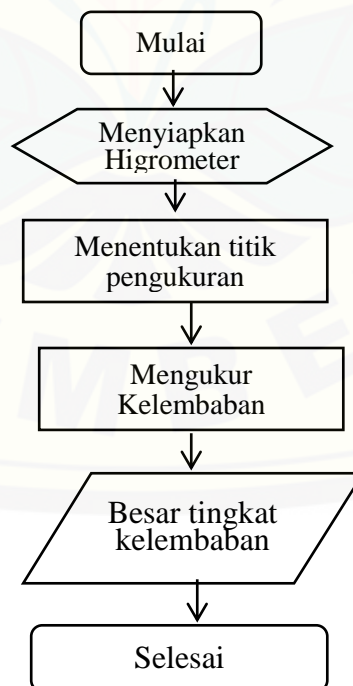 Mulai
Menyiapkan
Higrometer
Menentukan titik
pengukuran
Mengukur
Kelembaban
Besar tingkat
kelembaban
Selesai